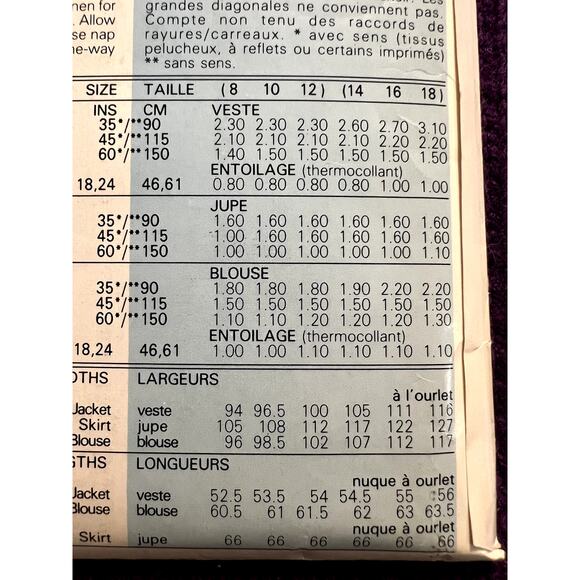 men for
grandes diagonales ne conviennent pas.
. Allow
Compte non tenu des raccords de
se nap
rayures/carreaux. * avec sens (tissus
ne-way
pelucheux, à reflets ou certains imprimés)
** sans sens.
SIZE TAILLE (8 10 12) (14 16 18)
INS CM VESTE
35*/**90 2.30 2.30 2.30 2.60 2.70 3.10
45*/**115 2.10 2.10 2.10 2.10 2.20 2.20
60*/**150 1.40 1.50 1.50 1.50 1.50 1.50
ENTOILAGE (thermocollant)
18,24 46,61 0.80 0.80 0.80 0.80 1.00 1.00
JUPE
35*/**90 1.60 1.60 1.60 1.60 1.60 1.60
45*/**115 1.00 1.60 1.60 1.60 1.60 1.60
60*/**150 1.00 1.00 1.00 1.00 1.00 1.10
BLOUSE
35*/**90 1.80 1.80 1.80 1.90 2.20 2.20
45*/**115 1.50 1.50 1.50 1.50 1.50 1.50
60*/**150 1.10 1.10 1.20 1.20 1.20 1.30
ENTOILAGE (thermocollant)
18,24 46,61 1.00 1.00 1.10 1.10 1.10 1.10
DTHS LARGEURS
à l'ourlet
Jacket veste 94 96.5 100 105 111 116
Skirt jupe 105 108 112 117 122 127
Blouse blouse 96 98.5 102 107 112 117
GTHS LONGUEURS
nuque à ourlet
Jacket veste 52.5 53.5 54 54.5 55 56
Blouse blouse 60.5 61 61.5 62 63 63.5
nuque à ourlet
Skirt jupe 66 66 66 66 66 66